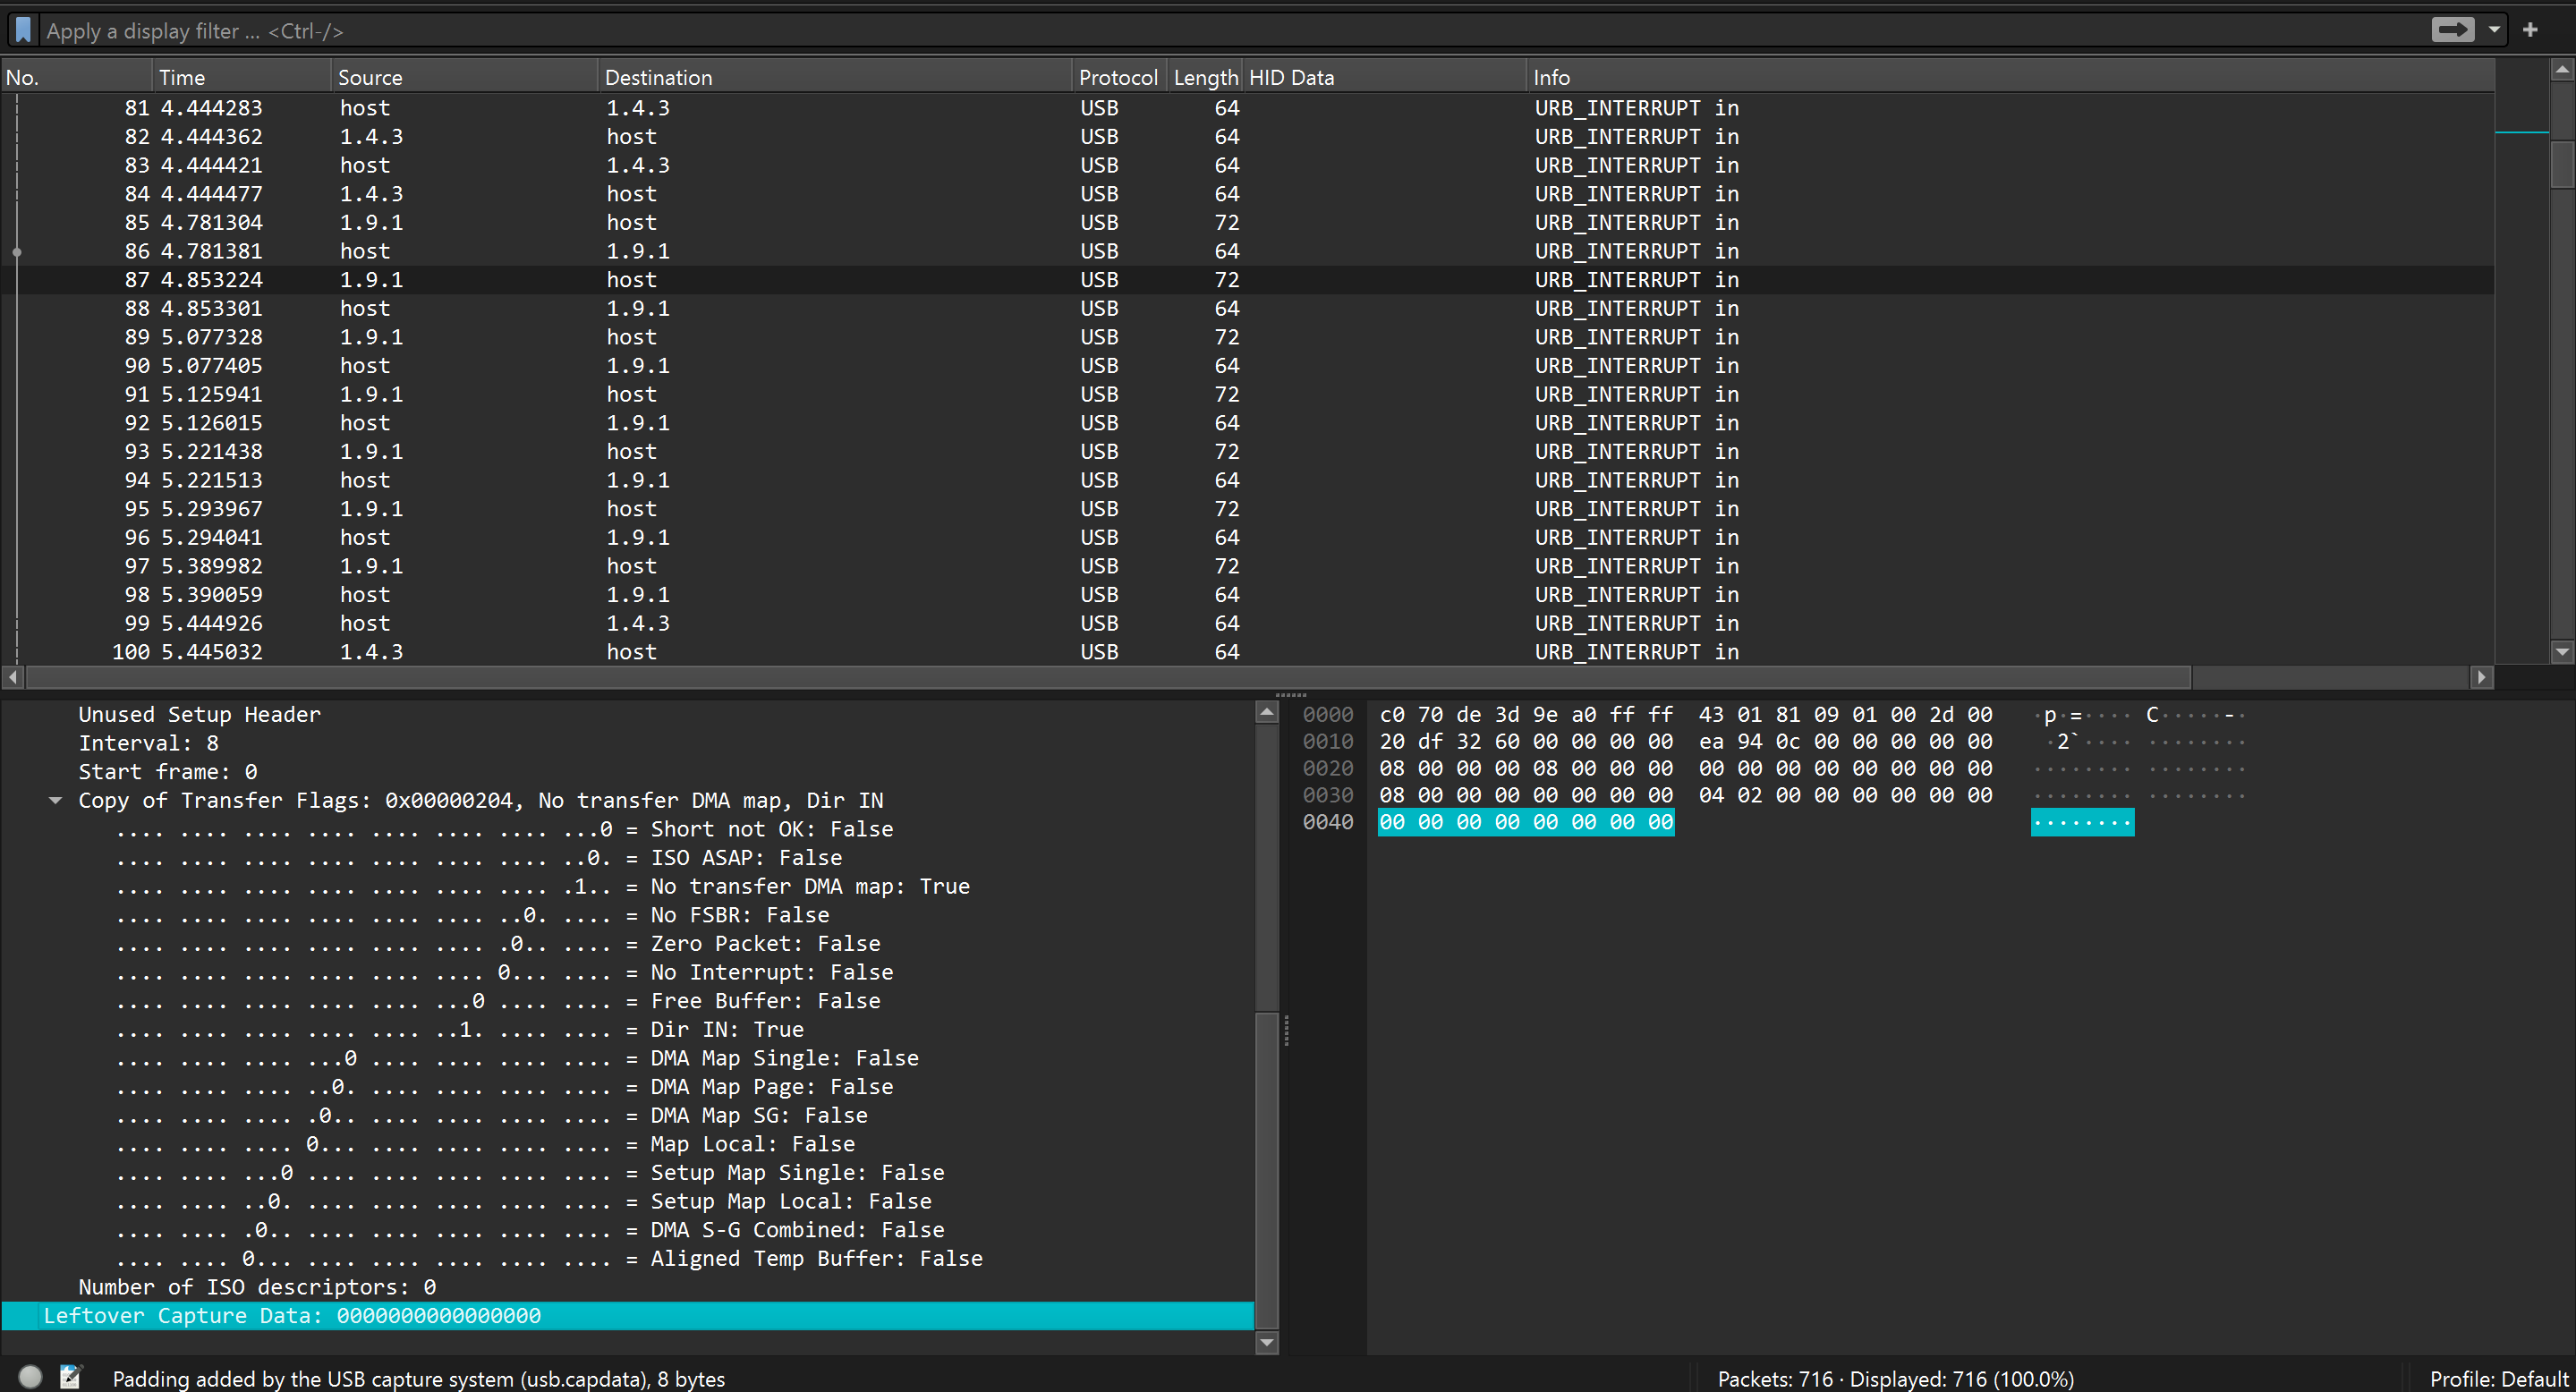 Apply a display filter ... <Ctrl-/>
No. Time Source Destination Protocol Length HID Data Info
81 4.444283 host 1.4.3 USB 64 URB_INTERRUPT in
82 4.444362 1.4.3 host USB 64 URB_INTERRUPT in
83 4.444421 host 1.4.3 USB 64 URB_INTERRUPT in
84 4.444477 1.4.3 host USB 64 URB_INTERRUPT in
85 4.781304 1.9.1 host USB 72 URB_INTERRUPT in
86 4.781381 host 1.9.1 USB 64 URB_INTERRUPT in
87 4.853224 1.9.1 host USB 72 URB_INTERRUPT in
88 4.853301 host 1.9.1 USB 64 URB_INTERRUPT in
89 5.077328 1.9.1 host USB 72 URB_INTERRUPT in
90 5.077405 host 1.9.1 USB 64 URB_INTERRUPT in
91 5.125941 1.9.1 host USB 72 URB_INTERRUPT in
92 5.126015 host 1.9.1 USB 64 URB_INTERRUPT in
93 5.221438 1.9.1 host USB 72 URB_INTERRUPT in
94 5.221513 host 1.9.1 USB 64 URB_INTERRUPT in
95 5.293967 1.9.1 host USB 72 URB_INTERRUPT in
96 5.294041 host 1.9.1 USB 64 URB_INTERRUPT in
97 5.389982 1.9.1 host USB 72 URB_INTERRUPT in
98 5.390059 host 1.9.1 USB 64 URB_INTERRUPT in
99 5.444926 host 1.4.3 USB 64 URB_INTERRUPT in
100 5.445032 1.4.3 host USB 64 URB_INTERRUPT in
Unused Setup Header
Interval: 8
Start frame: 0
Copy of Transfer Flags: 0x00000204, No transfer DMA map, Dir IN
.... .... .... .... .... .... .... ...0 = Short not OK: False
.... .... .... .... .... .... .... ..0. = ISO ASAP: False
.... .... .... .... .... .... .... .1.. = No transfer DMA map: True
.... .... .... .... .... .... ..0. .... = No FSBR: False
.... .... .... .... .... .... .0.. .... = Zero Packet: False
.... .... .... .... .... .... 0... .... = No Interrupt: False
.... .... .... .... .... ...0 .... .... = Free Buffer: False
.... .... .... .... .... ..1. .... .... = Dir IN: True
.... .... .... ...0 .... .... .... .... = DMA Map Single: False
.... .... .... ..0. .... .... .... .... = DMA Map Page: False
.... .... .... .0.. .... .... .... .... = DMA Map SG: False
.... .... .... 0... .... .... .... .... = Map Local: False
.... .... ...0 .... .... .... .... .... = Setup Map Single: False
.... .... ..0. .... .... .... .... .... = Setup Map Local: False
.... .... .0.. .... .... .... .... .... = DMA S-G Combined: False
.... .... 0... .... .... .... .... .... = Aligned Temp Buffer: False
Number of ISO descriptors: 0
Leftover Capture Data: 0000000000000000
0000 c0 70 de 3d 9e a0 ff ff 43 01 81 09 01 00 2d 00 ·p·=···· C·····-·
0010 20 df 32 60 00 00 00 00 ea 94 0c 00 00 00 00 00 ·2`···· ········
0020 08 00 00 00 08 00 00 00 00 00 00 00 00 00 00 00 ········ ········
0030 08 00 00 00 00 00 00 00 04 02 00 00 00 00 00 00 ········ ········
0040 00 00 00 00 00 00 00 00 ········
Padding added by the USB capture system (usb.capdata), 8 bytes
Packets: 716 · Displayed: 716 (100.0%)
Profile: Default